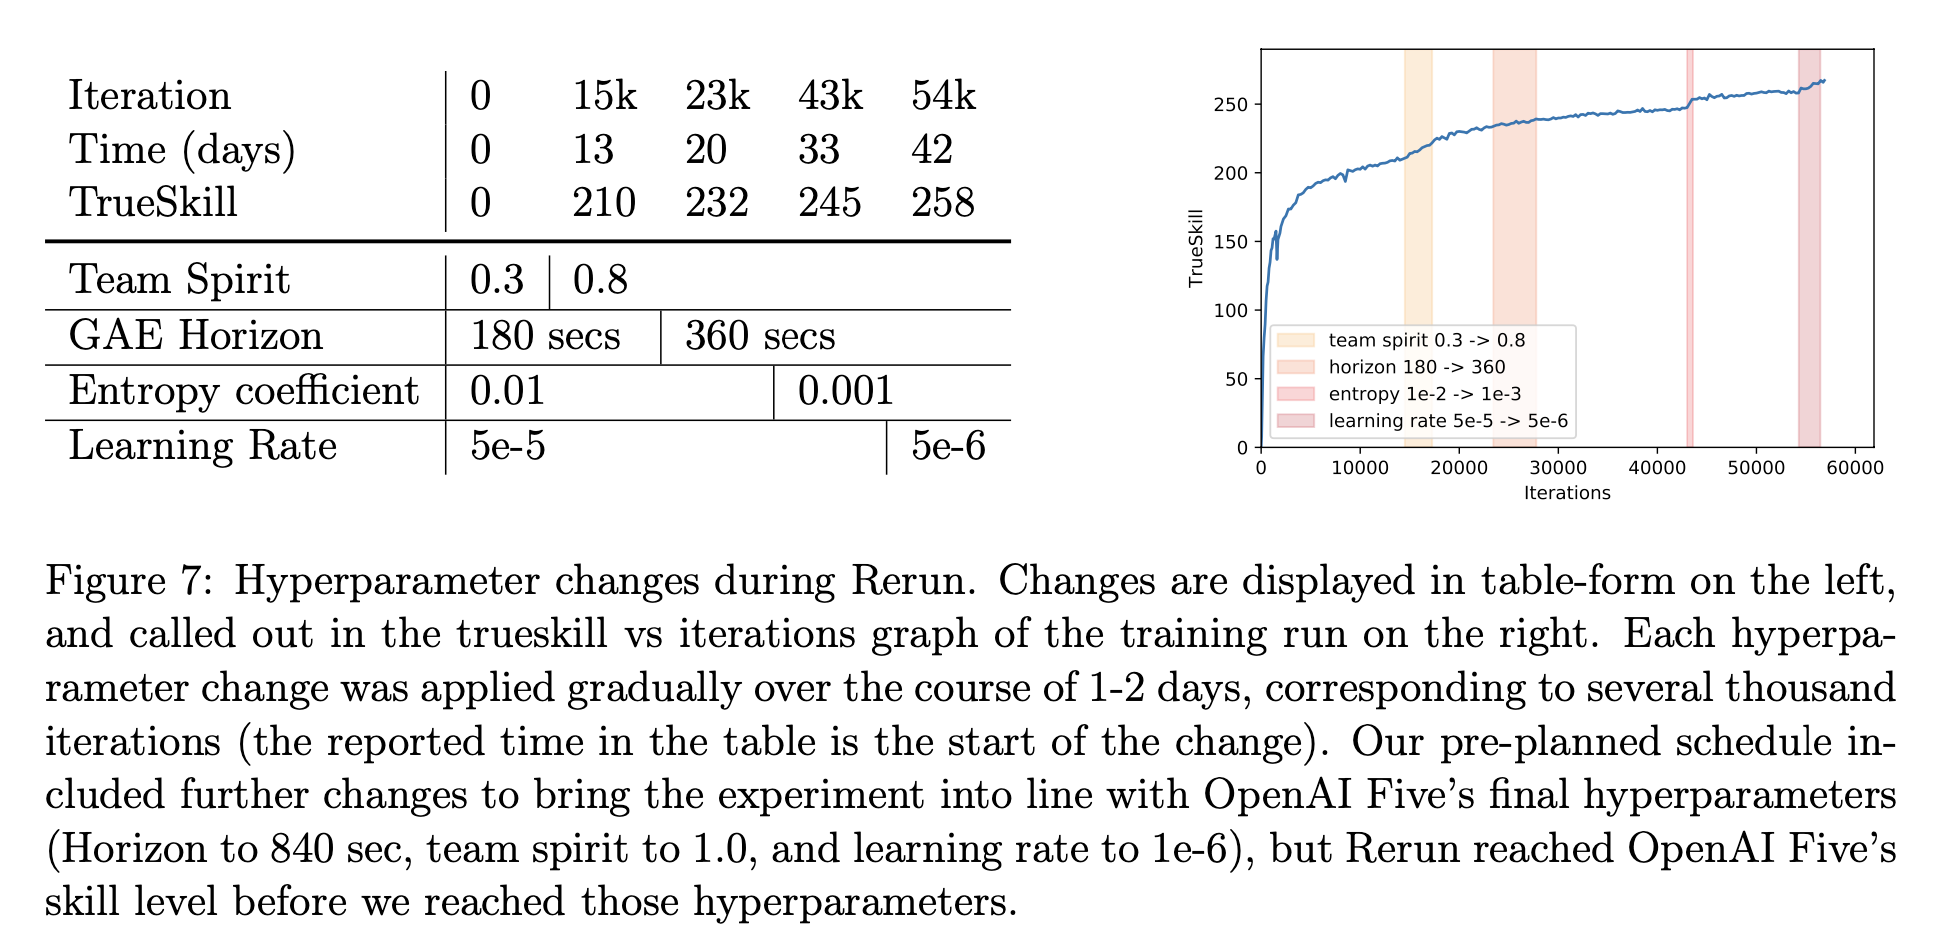 Iteration 0 15k 23k 43k 54k
Time (days) 0 13 20 33 42
TrueSkill 0 210 232 245 258
Team Spirit 0.3 0.8
GAE Horizon 180 secs 360 secs
Entropy coefficient 0.01 0.001
Learning Rate 5e-5 5e-6
TrueSkill
250
200
150
100
50
0
team spirit 0.3 -> 0.8
horizon 180 -> 360
entropy 1e-2 -> 1e-3
learning rate 5e-5 -> 5e-6
0 10000 20000 30000 40000 50000 60000
Iterations
Figure 7: Hyperparameter changes during Rerun. Changes are displayed in table-form on the left,
and called out in the trueskill vs iterations graph of the training run on the right. Each hyperpa-
rameter change was applied gradually over the course of 1-2 days, corresponding to several thousand
iterations (the reported time in the table is the start of the change). Our pre-planned schedule in-
cluded further changes to bring the experiment into line with OpenAI Five's final hyperparameters
(Horizon to 840 sec, team spirit to 1.0, and learning rate to 1e-6), but Rerun reached OpenAI Five's
skill level before we reached those hyperparameters.